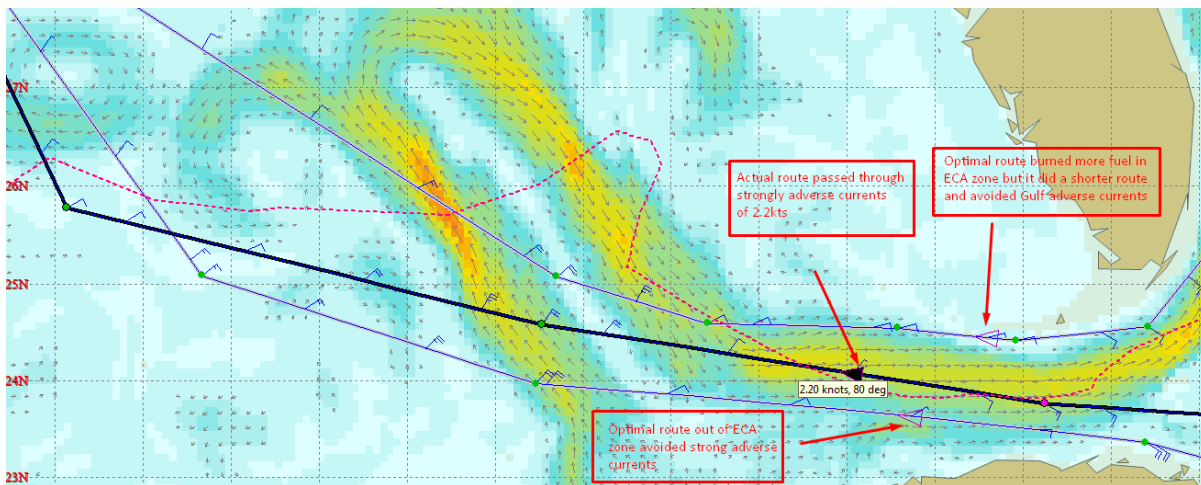 27N
26N
25N
24N
23N
Actual route passed through
strongly adverse currents
of 2.2kts
Optimal route burned more fuel in
ECA zone but it did a shorter route
and avoided Gulf adverse currents
2.20 knots, 80 deg
Optimal route out of ECA
zone avoided strong adverse
currents